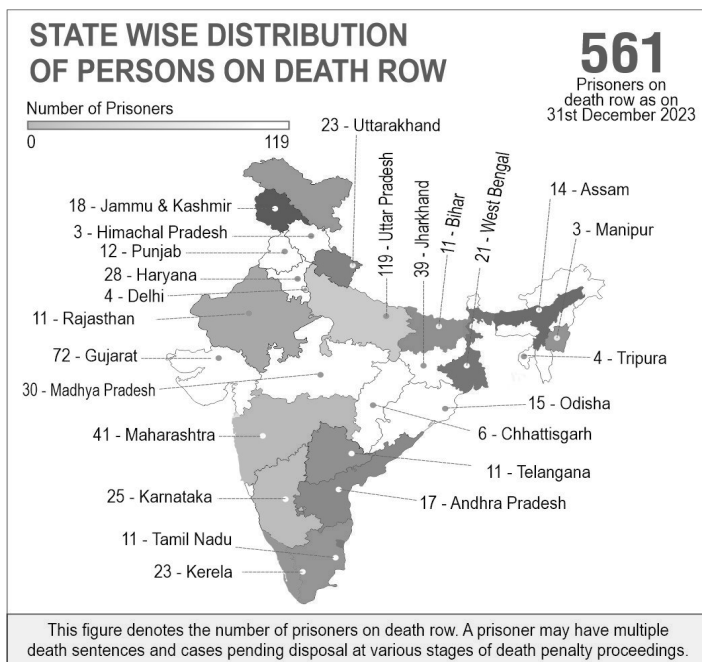 STATE WISE DISTRIBUTION
OF PERSONS ON DEATH ROW
561
Prisoners on
death row as on
31st December 2023
Number of Prisoners
0 119
23 - Uttarakhand
18 - Jammu & Kashmir
3 - Himachal Pradesh
12 - Punjab
28 - Haryana
4 - Delhi
11 - Rajasthan
72 - Gujarat
30 - Madhya Pradesh
41 - Maharashtra
25 - Karnataka
11 - Tamil Nadu
23 - Kerela
119 - Uttar Pradesh
39 - Jharkhand
11 - Bihar
21 - West Bengal
14 - Assam
3 - Manipur
4 - Tripura
15 - Odisha
6 - Chhattisgarh
11 - Telangana
17 - Andhra Pradesh
This figure denotes the number of prisoners on death row. A prisoner may have multiple
death sentences and cases pending disposal at various stages of death penalty proceedings.